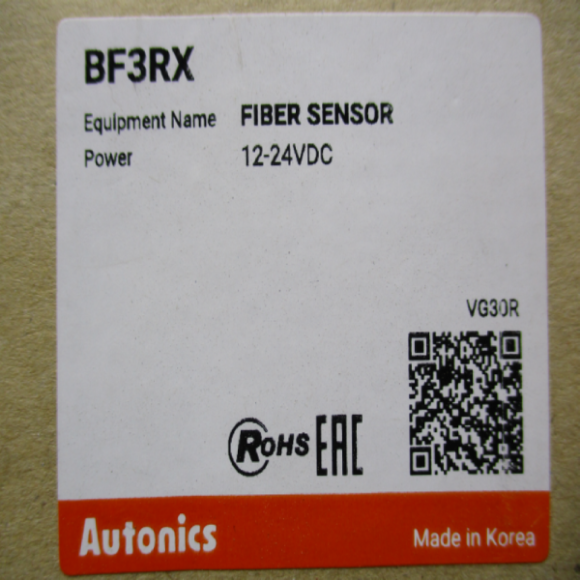 BF3RX
Equipment Name FIBER SENSOR
Power 12-24VDC
VG30R
RoHS EAC
Autonics Made in Korea